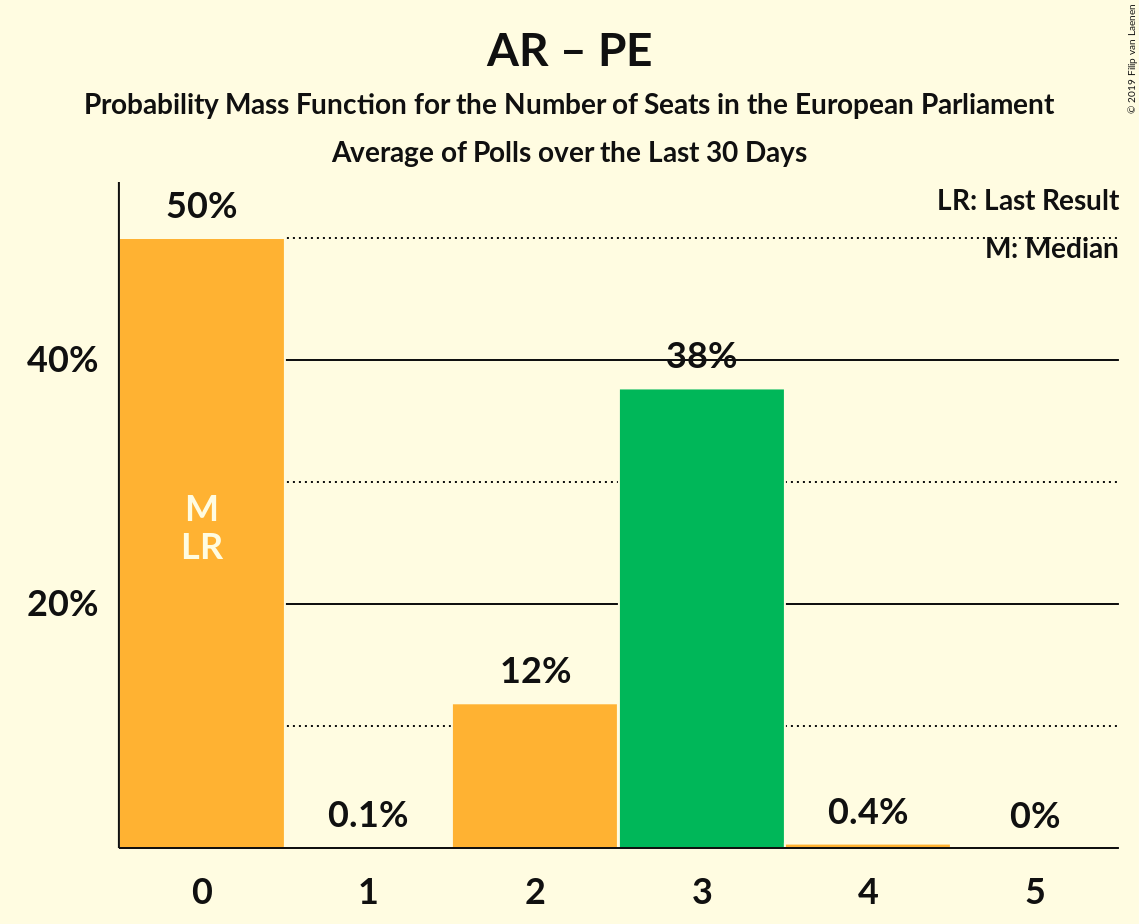 AR – PE
Probability Mass Function for the Number of Seats in the European Parliament
Average of Polls over the Last 30 Days
© 2019 Filip van Laenen
LR: Last Result
M: Median
50%
40%
38%
M
LR
20%
12%
0.1%
0.4%
0%
0 1 2 3 4 5